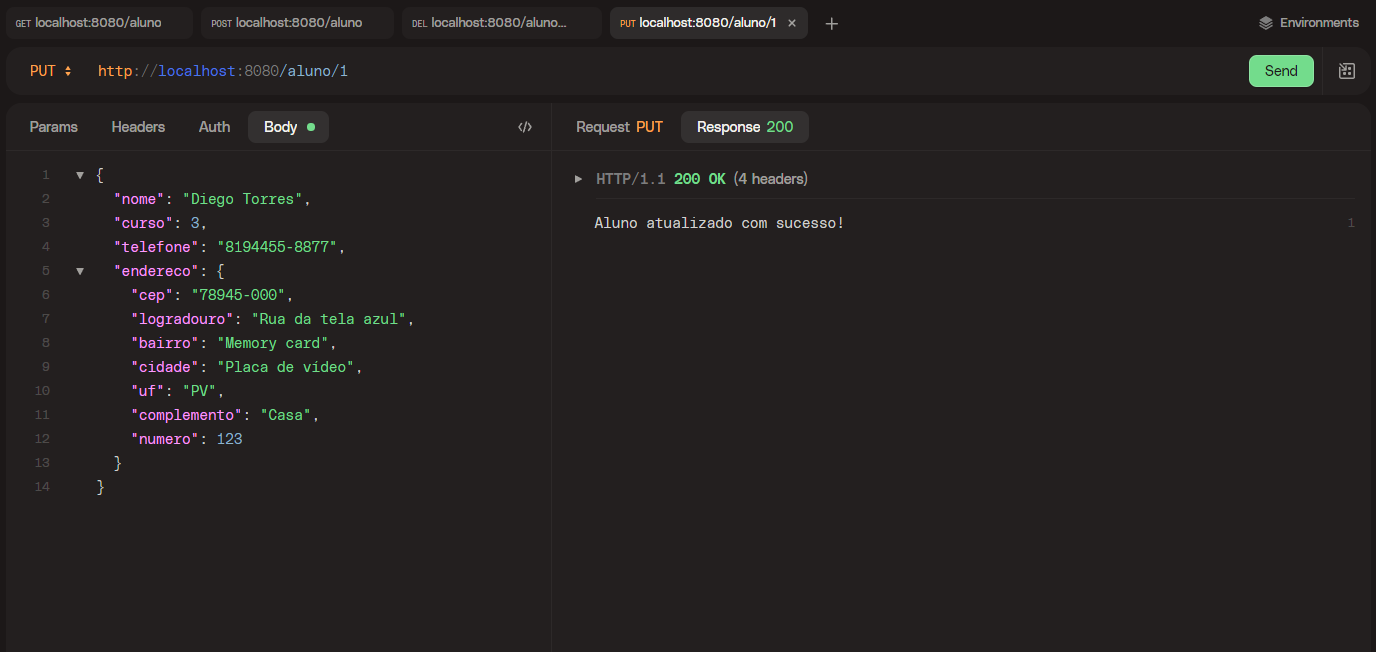 GET localhost:8080/aluno
POST localhost:8080/aluno
DEL localhost:8080/aluno...
PUT localhost:8080/aluno/1 ×
+
Environments
PUT http://localhost:8080/aluno/1
Send
Params Headers Auth Body
</>
1 ▼ {
2 "nome": "Diego Torres",
3 "curso": 3,
4 "telefone": "8194455-8877",
5 ▼ "endereco": {
6 "cep": "78945-000",
7 "logradouro": "Rua da tela azul",
8 "bairro": "Memory card",
9 "cidade": "Placa de vídeo",
10 "uf": "PV",
11 "complemento": "Casa",
12 "numero": 123
13 }
14 }
Request PUT Response 200
▶ HTTP/1.1 200 OK (4 headers)
Aluno atualizado com sucesso! 1